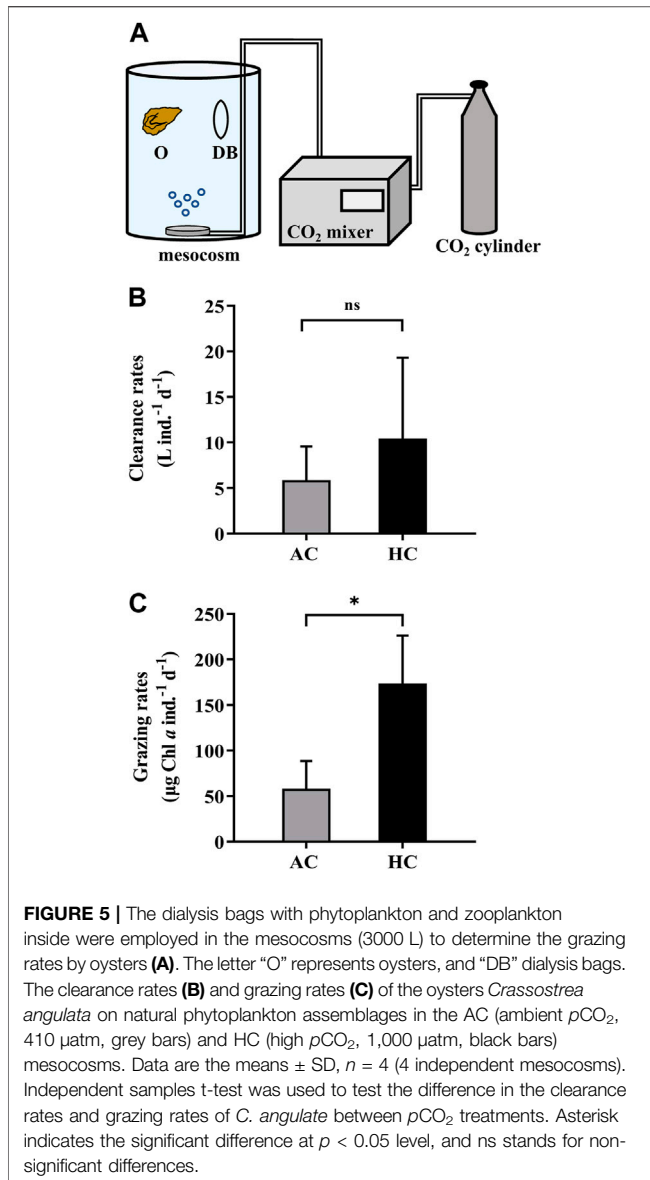 A
O
DB
mesocosm
CO2 mixer
CO2 cylinder
B
Clearance rates
(L ind.-1 d-1)
25
20
15
10
5
0
ns
AC
HC
C
Grazing rates
(µg Chl a ind.-1 d-1)
250
200
150
100
50
0
*
AC
HC
FIGURE 5 | The dialysis bags with phytoplankton and zooplankton
inside were employed in the mesocosms (3000 L) to determine the grazing
rates by oysters (A). The letter “O” represents oysters, and “DB” dialysis bags.
The clearance rates (B) and grazing rates (C) of the oysters Crassostrea
angulata on natural phytoplankton assemblages in the AC (ambient pCO2,
410 µatm, grey bars) and HC (high pCO2, 1,000 µatm, black bars)
mesocosms. Data are the means ± SD, n = 4 (4 independent mesocosms).
Independent samples t-test was used to test the difference in the clearance
rates and grazing rates of C. angulate between pCO2 treatments. Asterisk
indicates the significant difference at p < 0.05 level, and ns stands for non-
significant differences.